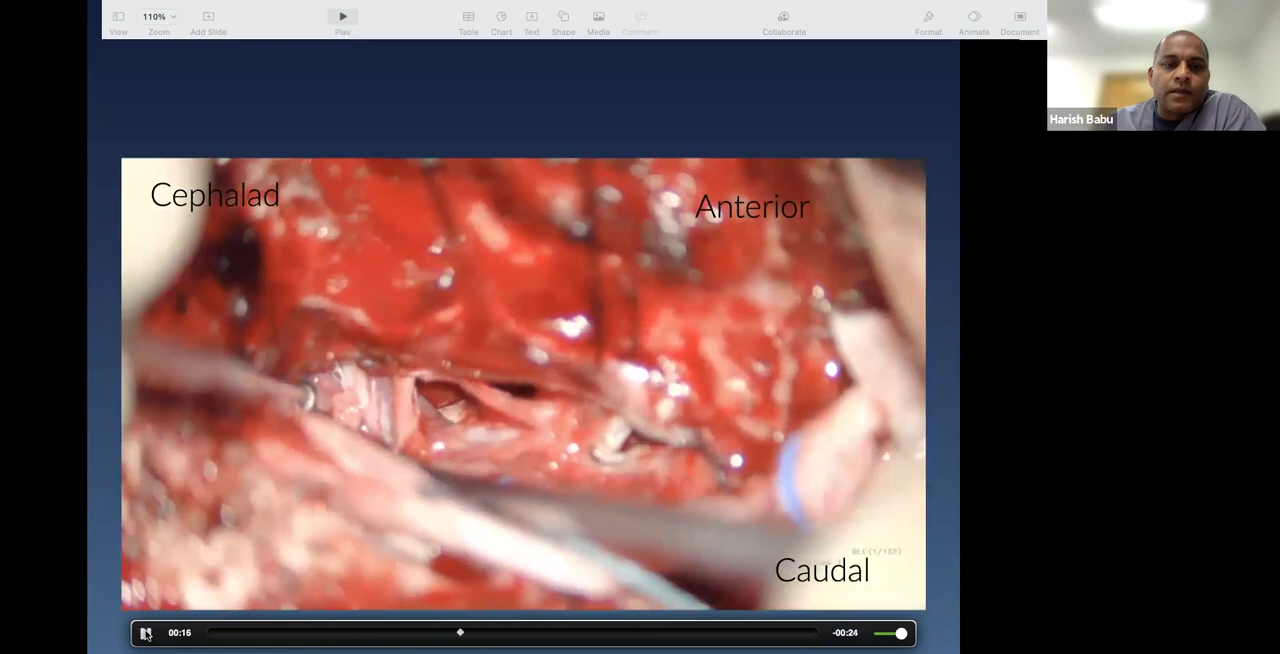 110%
View
Zoom
Add Slide
Play
Table
Chart
Text
Shape
Media
Comment
Collaborate
Format
Animate
Document
Harish Babu
Cephalad
Anterior
Caudal
00:16
-00:24